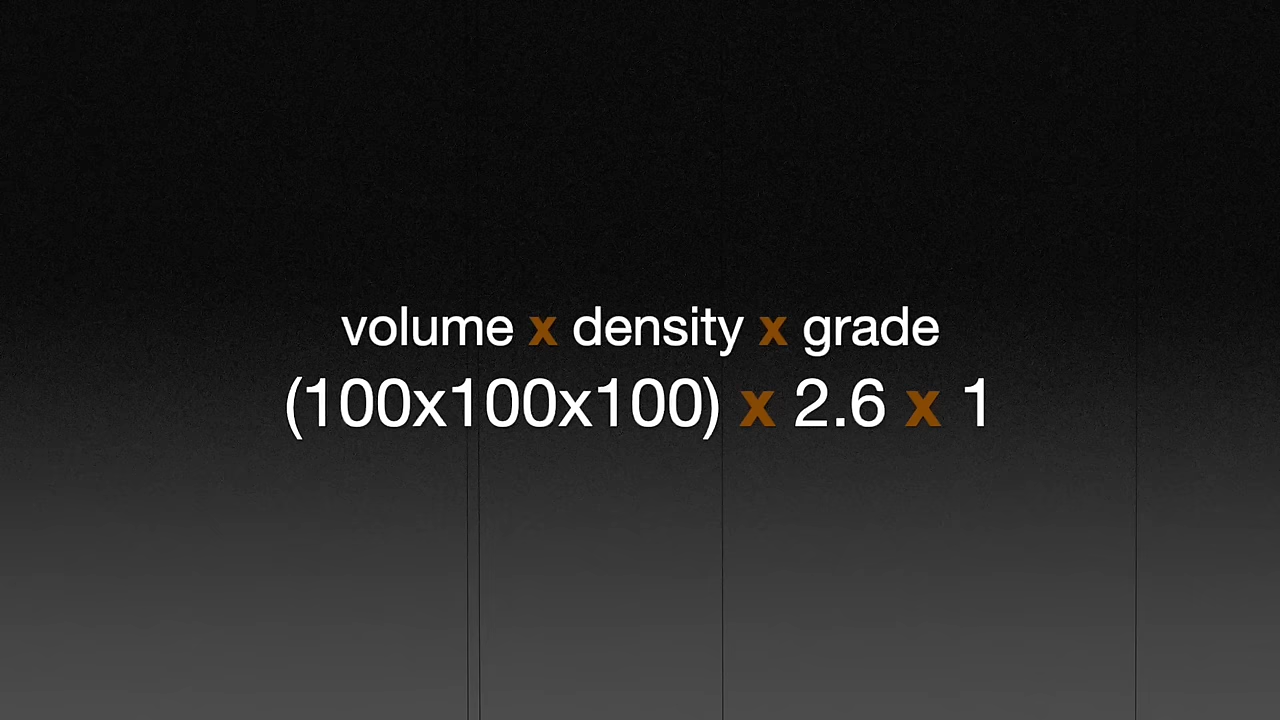 volume x density x grade
(100x100x100) x 2.6 x 1